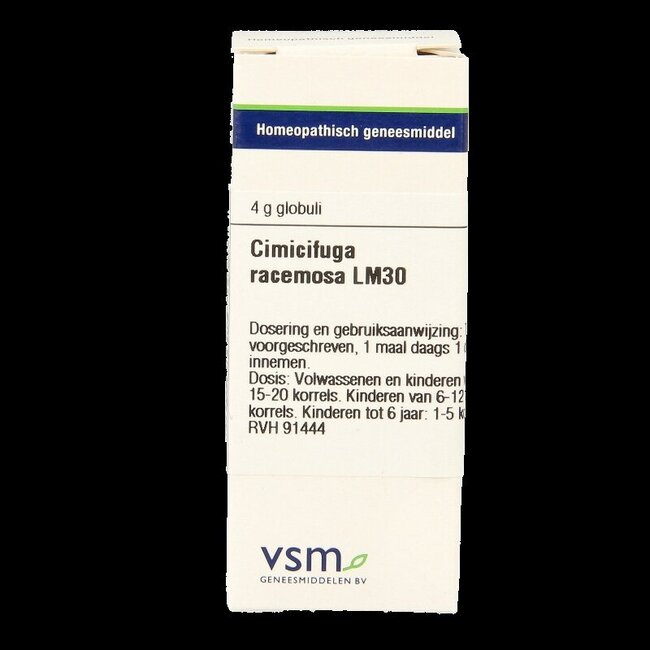 Homeopathisch geneesmiddel
4 g globuli
Cimicifuga
racemosa LM30
Dosering en gebruiksaanwijzing:
voorgeschreven, 1 maal daags 1
innemen.
Dosis: Volwassenen en kinderen
15-20 korrels. Kinderen van 6-12
korrels. Kinderen tot 6 jaar: 1-5
RVH 91444
vsm
GENEESMIDDELEN BV